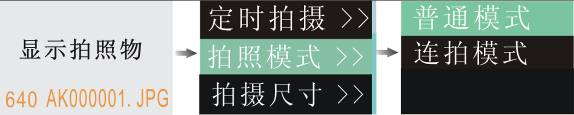 显示拍照物
640 AK000001.JPG
定时拍摄 >>
拍照模式 >>
拍摄尺寸 >>
普通模式
连拍模式